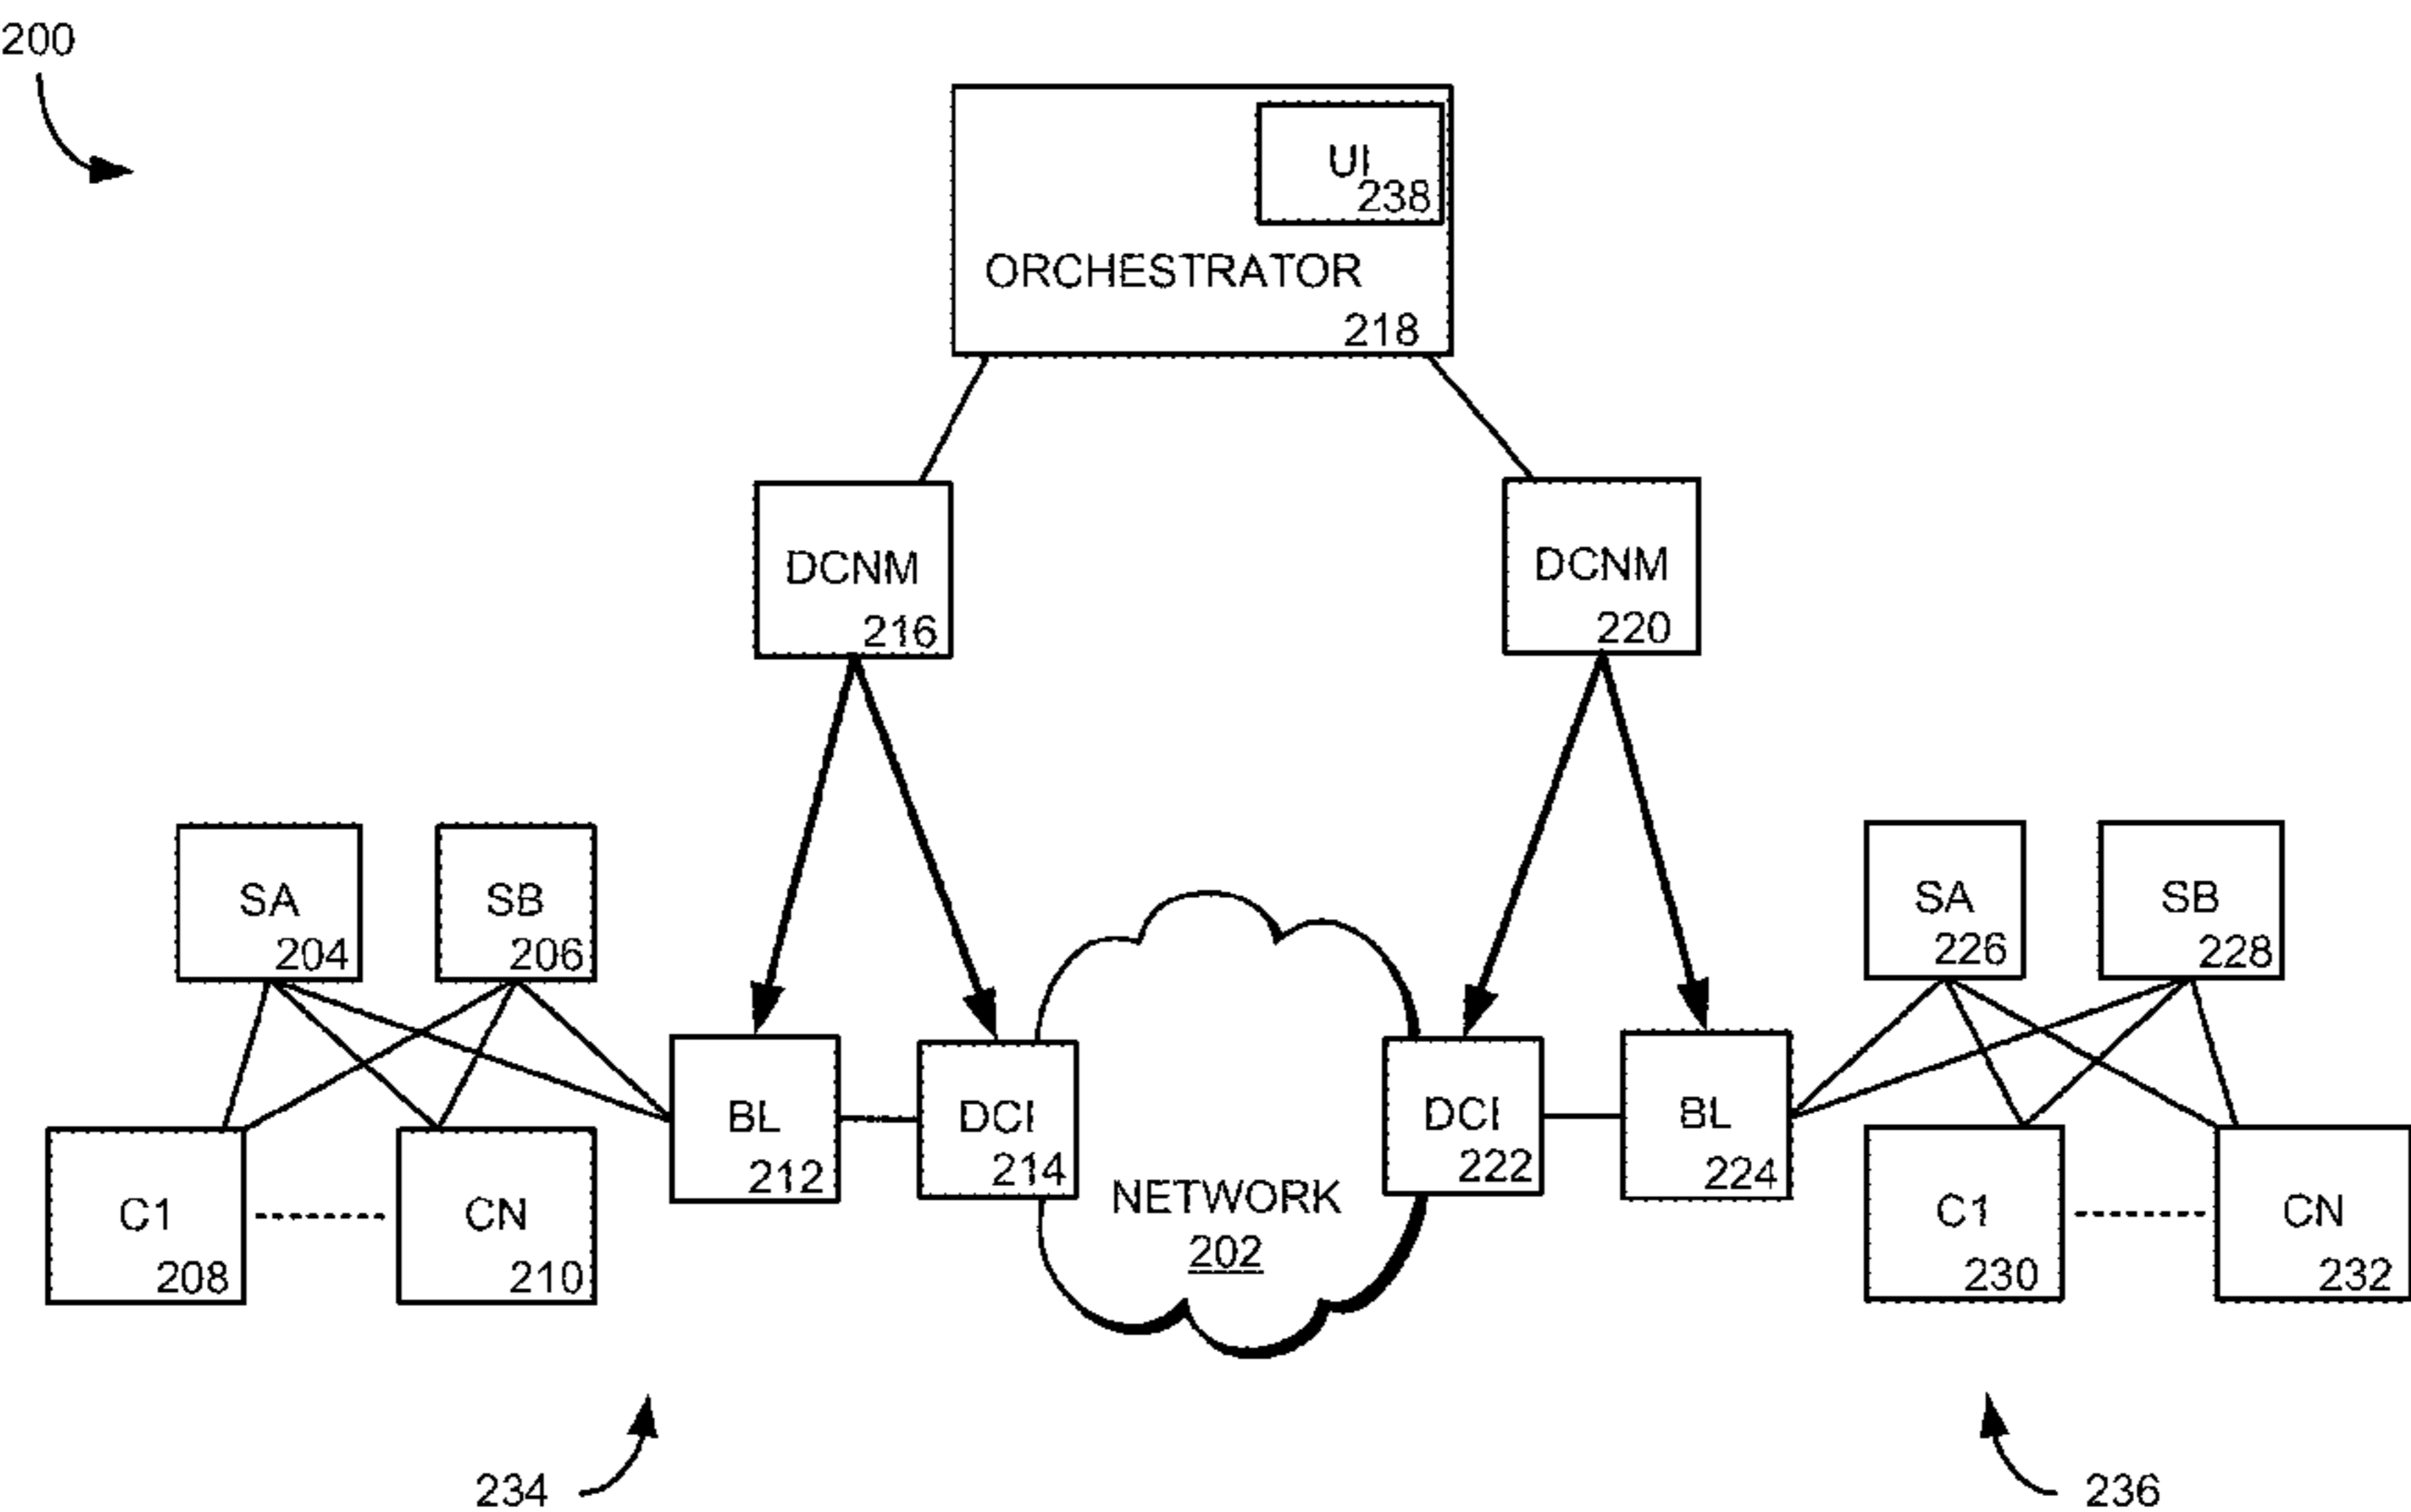 200
UI
238
ORCHESTRATOR
218
DCNM
216
DCNM
220
SA
204
SB
206
SA
226
SB
228
BL
212
DCI
214
NETWORK
202
DCI
222
BL
224
C1
208
CN
210
C1
230
CN
232
234
236